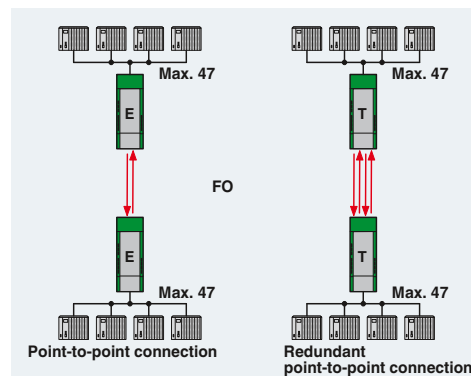 Max. 47
E
E
Max. 47
Point-to-point connection
FO
Max. 47
T
T
Max. 47
Redundant
point-to-point connection